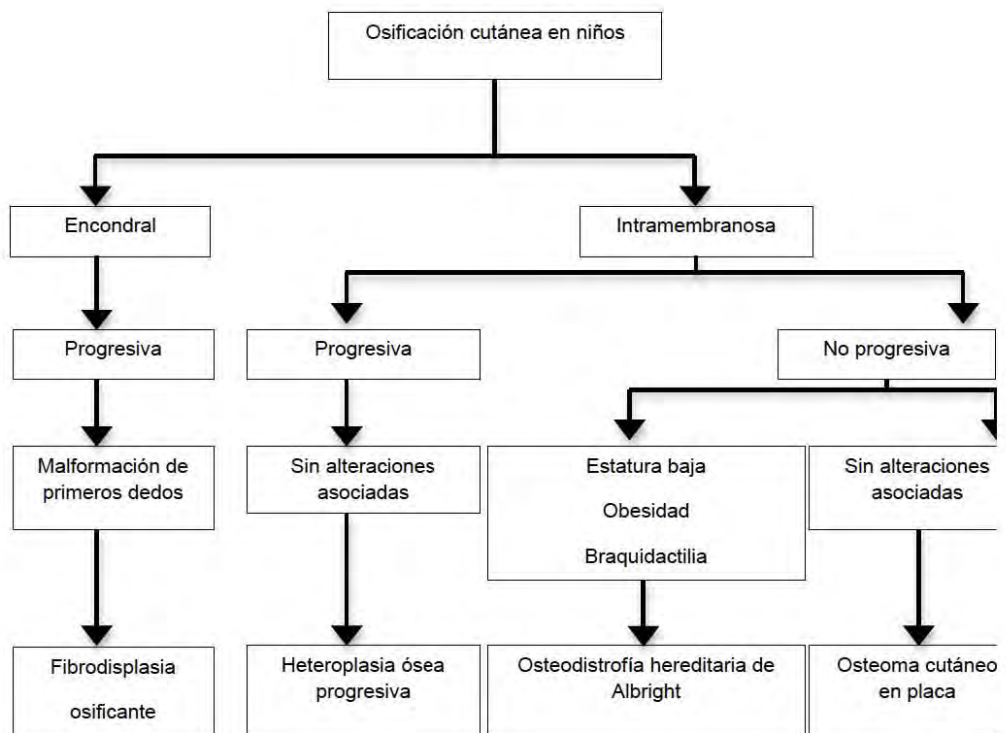 Osificación cutánea en niños
Encondral
Intramembranosa
Progresiva
Progresiva
No progresiva
Malformación de
primeros dedos
Sin alteraciones
asociadas
Estatura baja
Obesidad
Braquidactilia
Sin alteraciones
asociadas
Fibrodisplasia
osificante
Heteroplasia ósea
progresiva
Osteodistrofía hereditaria de
Albright
Osteoma cutáneo
en placa